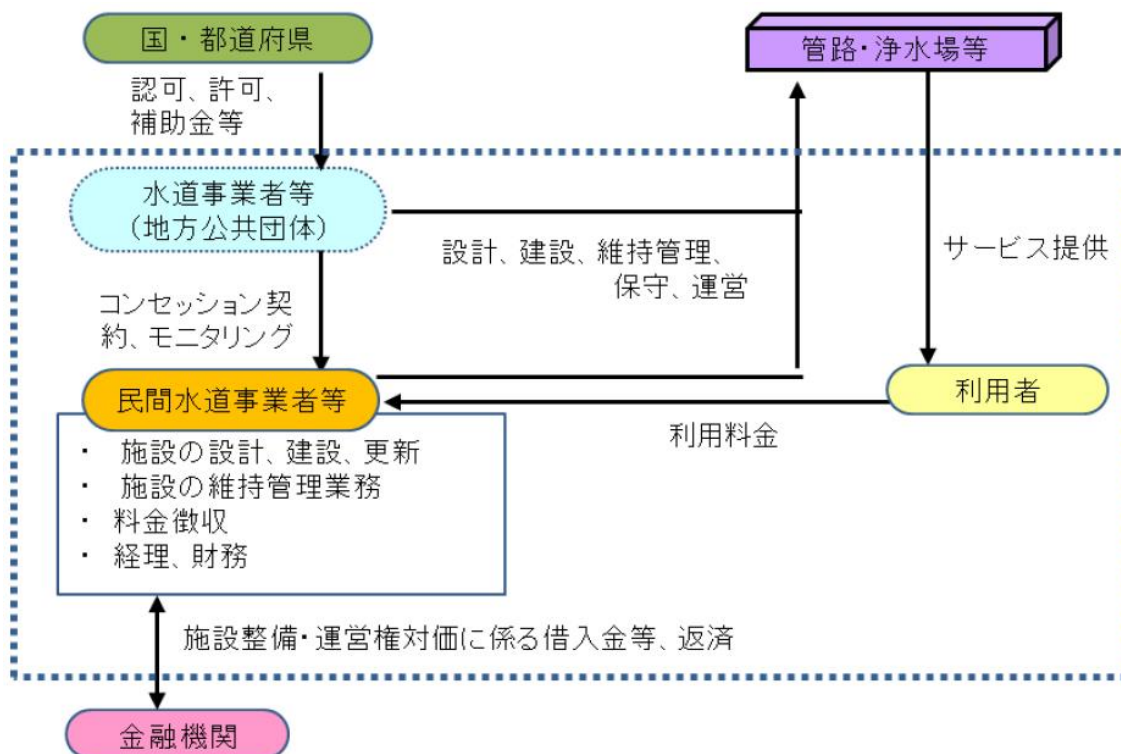 国・都道府県
管路・浄水場等
認可、許可、
補助金等
水道事業者等
（地方公共団体）
設計、建設、維持管理、
保守、運営
サービス提供
コンセッション契
約、モニタリング
民間水道事業者等
利用者
利用料金
・ 施設の設計、建設、更新
・ 施設の維持管理業務
・ 料金徴収
・ 経理、財務
施設整備・運営権対価に係る借入金等、返済
金融機関